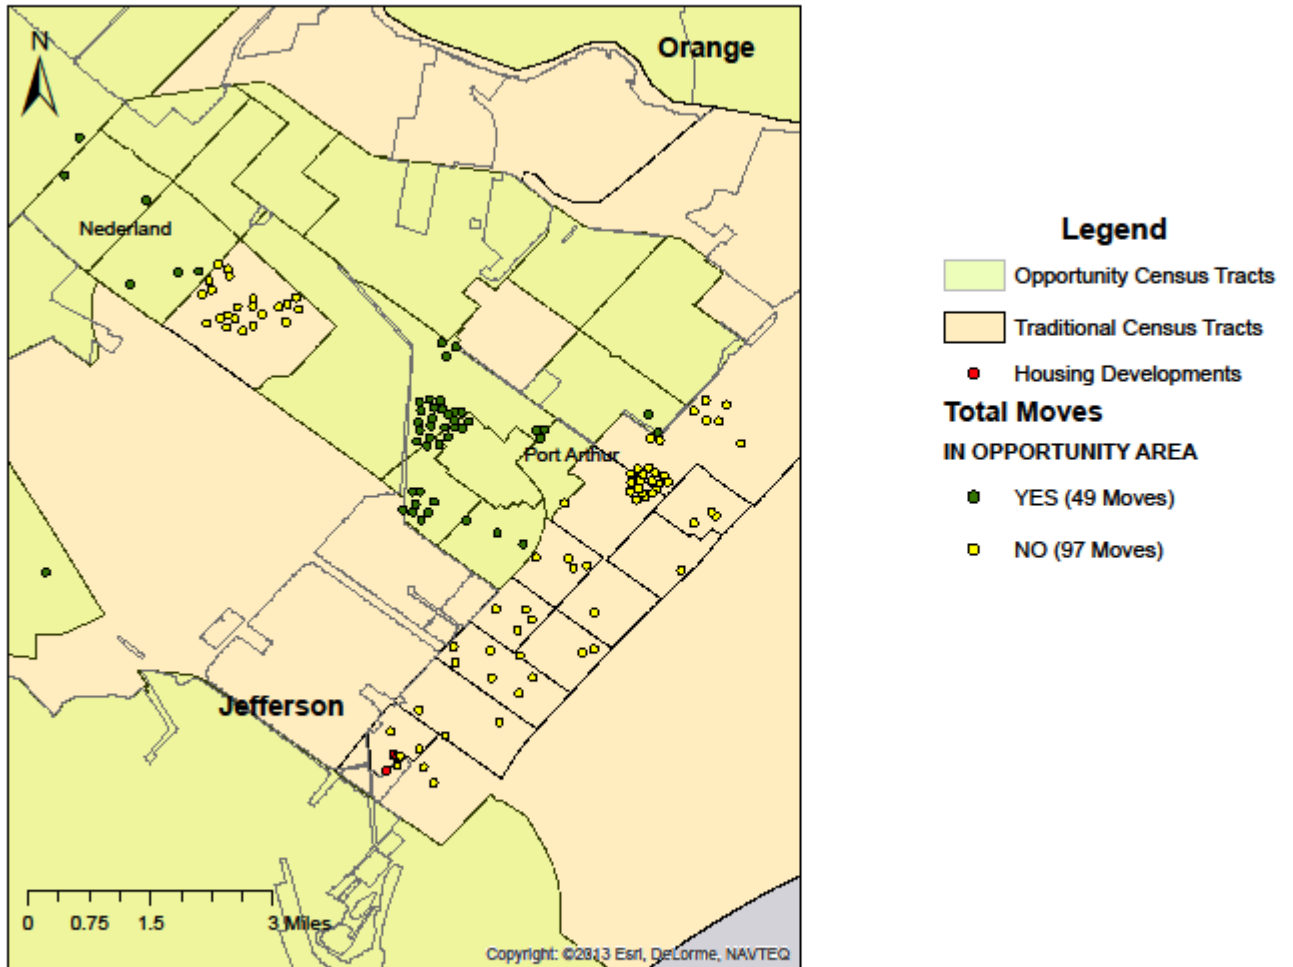 N
Orange
Nederland
Port Arthur
Jefferson
0 0.75 1.5 3 Miles
Copyright: ©2013 Esri, DeLorme, NAVTEQ
Legend
Opportunity Census Tracts
Traditional Census Tracts
Housing Developments
Total Moves
IN OPPORTUNITY AREA
YES (49 Moves)
NO (97 Moves)